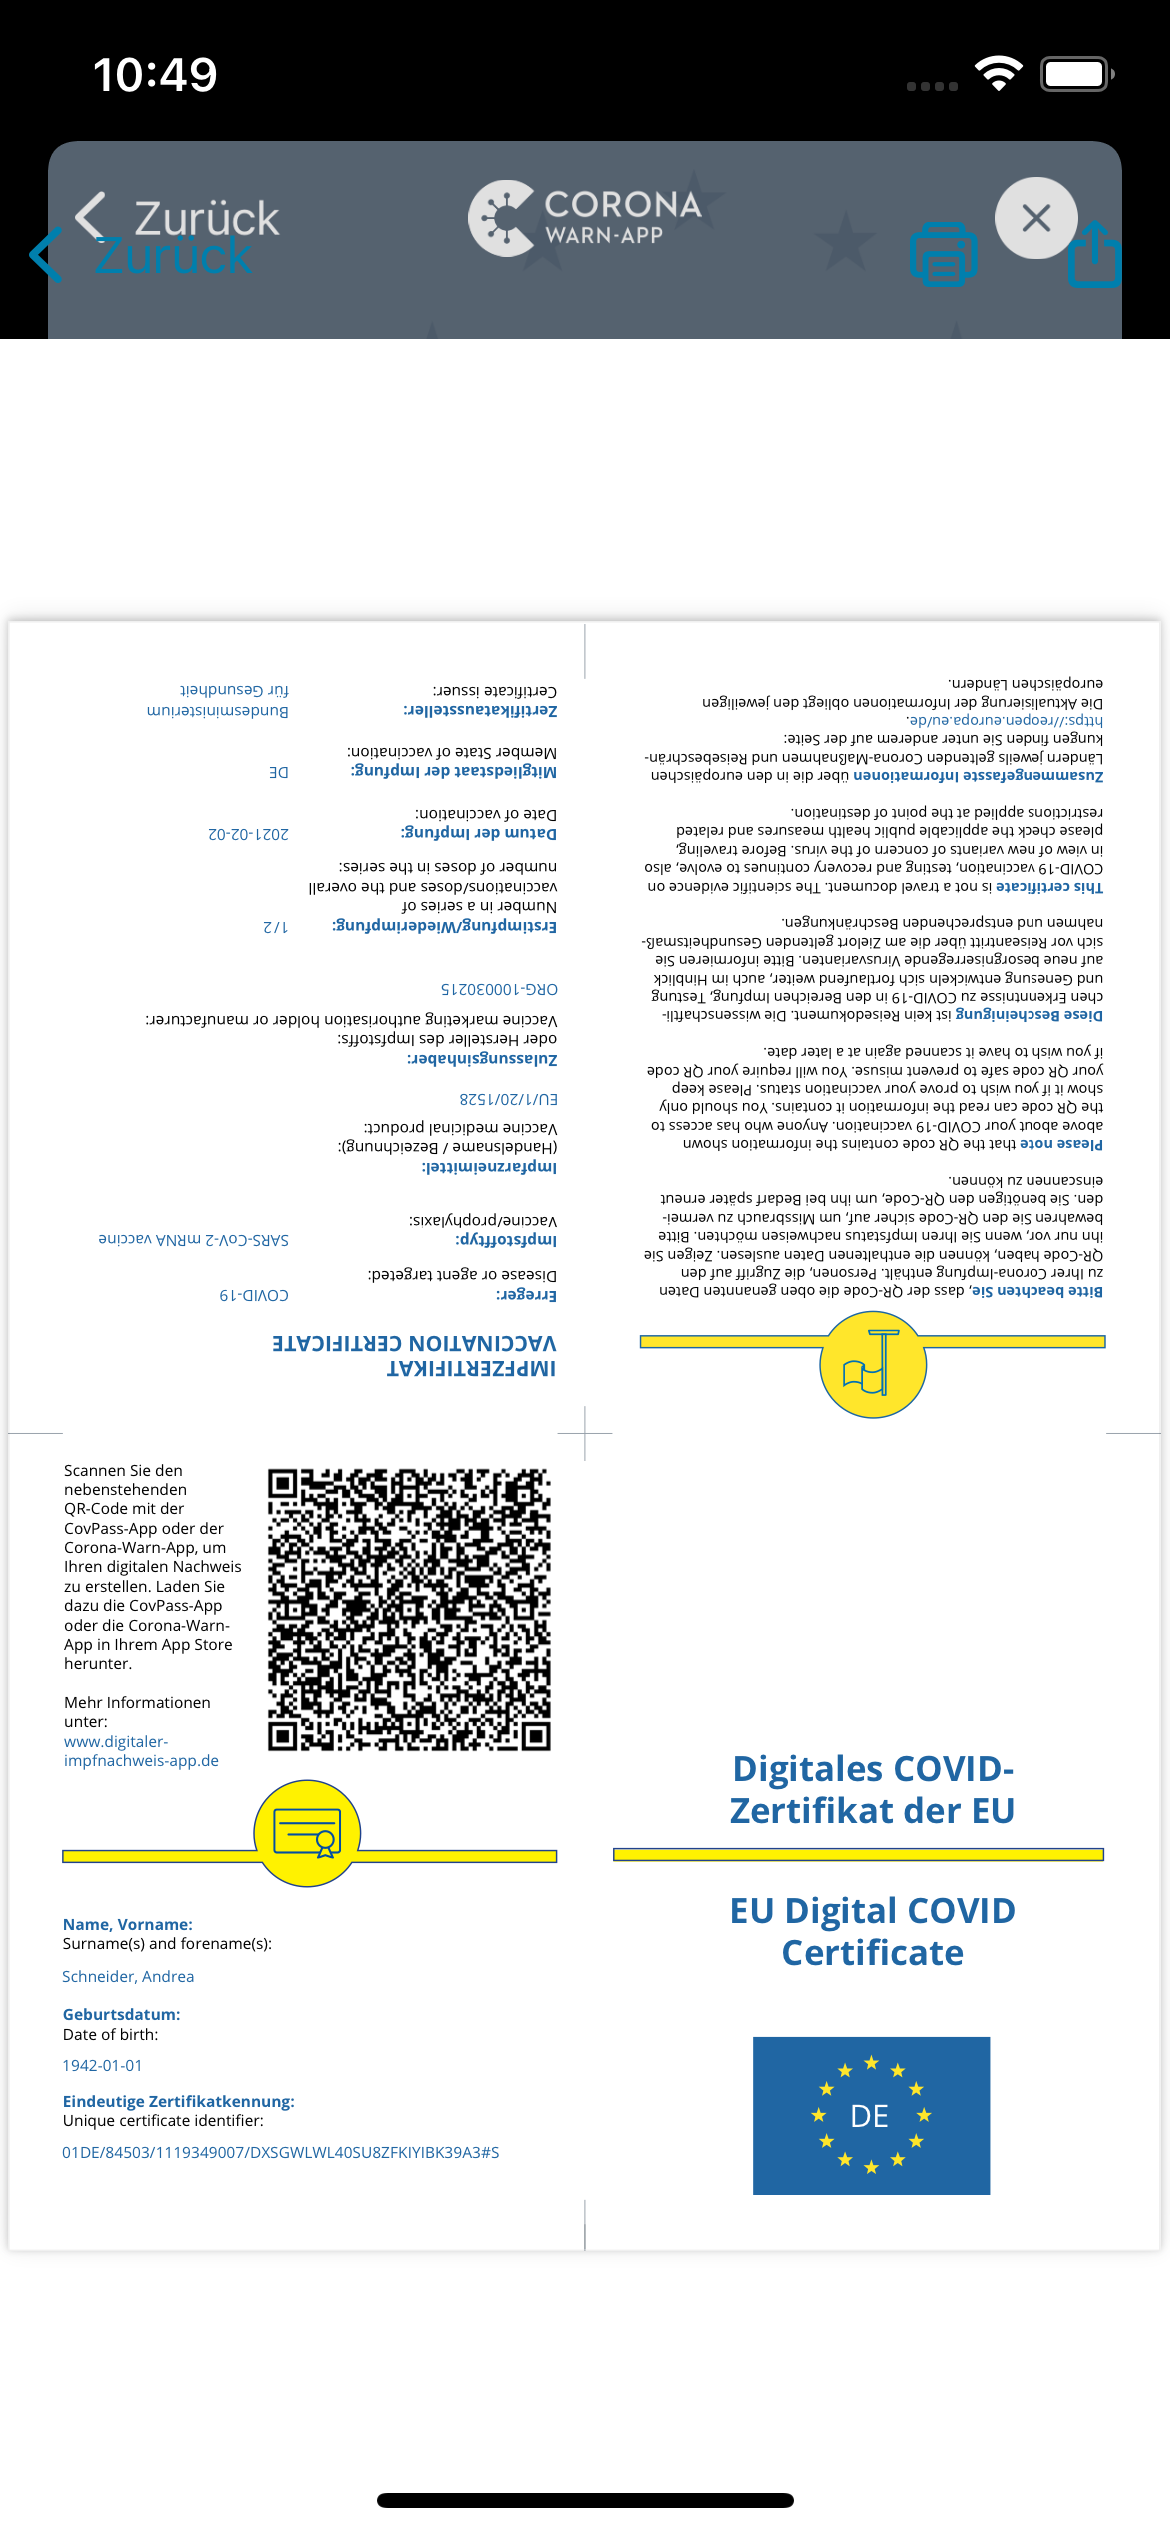 10:49
Zurück
CORONA
WARN-APP
Zurück
Zertifikataussteller:
Certificate issuer:
Bundesministerium
für Gesundheit
Mitgliedstaat der Impfung:
Member State of vaccination:
DE
Datum der Impfung:
Date of vaccination:
2021-02-02
Erstimpfung/Wiederimpfung:
Number in a series of
vaccinations/doses and the overall
number of doses in the series:
1/2
Zulassungsinhaber:
oder Hersteller des Impfstoffs:
Vaccine marketing authorisation holder or manufacturer:
ORG-100030215
Impfarzneimittel:
(Handelsname / Bezeichnung):
Vaccine medicinal product:
EU/1/20/1528
Impfstofftyp:
Vaccine/prophylaxis:
SARS-CoV-2 mRNA vaccine
Erreger:
Disease or agent targeted:
COVID-19
IMPFZERTIFIKAT
VACCINATION CERTIFICATE
Bitte beachten Sie, dass der QR-Code die oben genannten Daten
zu Ihrer Corona-Impfung enthält. Personen, die Zugriff auf den
QR-Code haben, können die enthaltenen Daten auslesen. Zeigen Sie
ihn nur vor, wenn Sie Ihren Impfstatus nachweisen möchten. Bitte
bewahren Sie den QR-Code sicher auf, um Missbrauch zu vermei-
den. Sie benötigen den QR-Code, um ihn bei Bedarf später erneut
einscannen zu können.
Please note that the QR code contains the information shown
above about your COVID-19 vaccination. Anyone who has access to
the QR code can read the information it contains. You should only
show it if you wish to prove your vaccination status. Please keep
your QR code safe to prevent misuse. You will require your QR code
if you wish to have it scanned again at a later date.
Diese Bescheinigung ist kein Reisedokument. Die wissenschaftli-
chen Erkenntnisse zu COVID-19 in den Bereichen Impfung, Testung
und Genesung entwickeln sich fortlaufend weiter, auch im Hinblick
auf neue besorgniserregende Virusvarianten. Bitte informieren Sie
sich vor Reiseantritt über die am Zielort geltenden Gesundheitsmaß-
nahmen und entsprechenden Beschränkungen.
This certificate is not a travel document. The scientific evidence on
COVID-19 vaccination, testing and recovery continues to evolve, also
in view of new variants of concern of the virus. Before traveling,
please check the applicable public health measures and related
restrictions applied at the point of destination.
Zusammengefasste Informationen über die in den europäischen
Ländern jeweils geltenden Corona-Maßnahmen und Reisebeschrän-
kungen finden Sie unter anderem auf der Seite:
https://reopen.europa.eu/de.
Die Aktualisierung der Informationen obliegt den jeweiligen
europäischen Ländern.
Scannen Sie den
nebenstehenden
QR-Code mit der
CovPass-App oder der
Corona-Warn-App, um
Ihren digitalen Nachweis
zu erstellen. Laden Sie
dazu die CovPass-App
oder die Corona-Warn-
App in Ihrem App Store
herunter.
Mehr Informationen
unter:
www.digitaler-
impfnachweis-app.de
Name, Vorname:
Surname(s) and forename(s):
Schneider, Andrea
Geburtsdatum:
Date of birth:
1942-01-01
Eindeutige Zertifikatkennung:
Unique certificate identifier:
01DE/84503/1119349007/DXSGWLWL40SU8ZFKIYIBK39A3#S
Digitales COVID-
Zertifikat der EU
EU Digital COVID
Certificate
DE